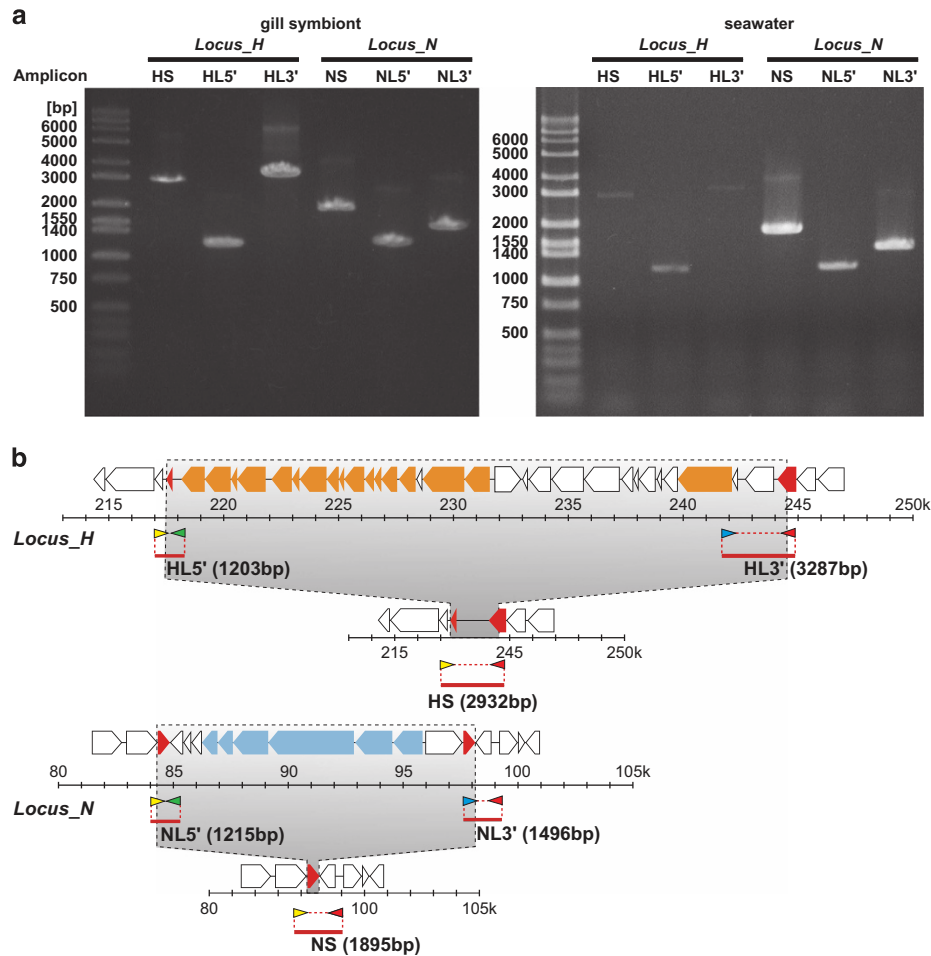 a
gill symbiont
seawater
Locus_H Locus_N Locus_H Locus_N
Amplicon HS HL5' HL3' NS NL5' NL3' HS HL5' HL3' NS NL5' NL3'
[bp]
6000
5000
4000
3000
2000
1550
1400
1000
750
500
6000
5000
4000
3000
2000
1550
1400
1000
750
500
b
215 220 225 230 235 240 245 250k
Locus_H
HL5' (1203bp) HL3' (3287bp)
215 245 250k
HS (2932bp)
80 85 90 95 100 105k
Locus_N
NL5' (1215bp) NL3' (1496bp)
80 100 105k
NS (1895bp)